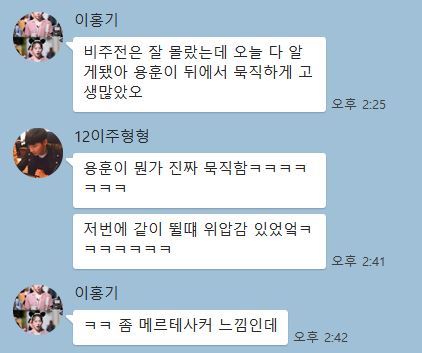 이홍기
비주전은 잘 몰랐는데 오늘 다 알
게됐아 용훈이 뒤에서 묵직하게 고
생많았오
오후 2:25
12이주형형
용훈이 뭔가 진짜 묵직함ㅋㅋㅋㅋ
ㅋㅋㅋ
저번에 같이 뛸떄 위압감 있었엌ㅋ
ㅋㅋㅋㅋㅋㅋ
오후 2:41
이홍기
ㅋㅋ 좀 메르테사커 느낌인데
오후 2:42